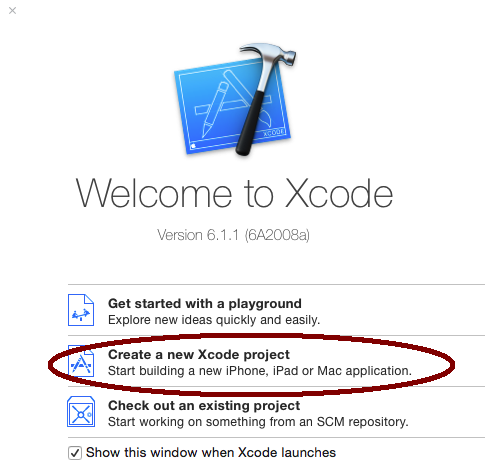 XCODE
Welcome to Xcode
Version 6.1.1 (6A2008a)
Get started with a playground
Explore new ideas quickly and easily.
Create a new Xcode project
Start building a new iPhone, iPad or Mac application.
Check out an existing project
Start working on something from an SCM repository.
Show this window when Xcode launches